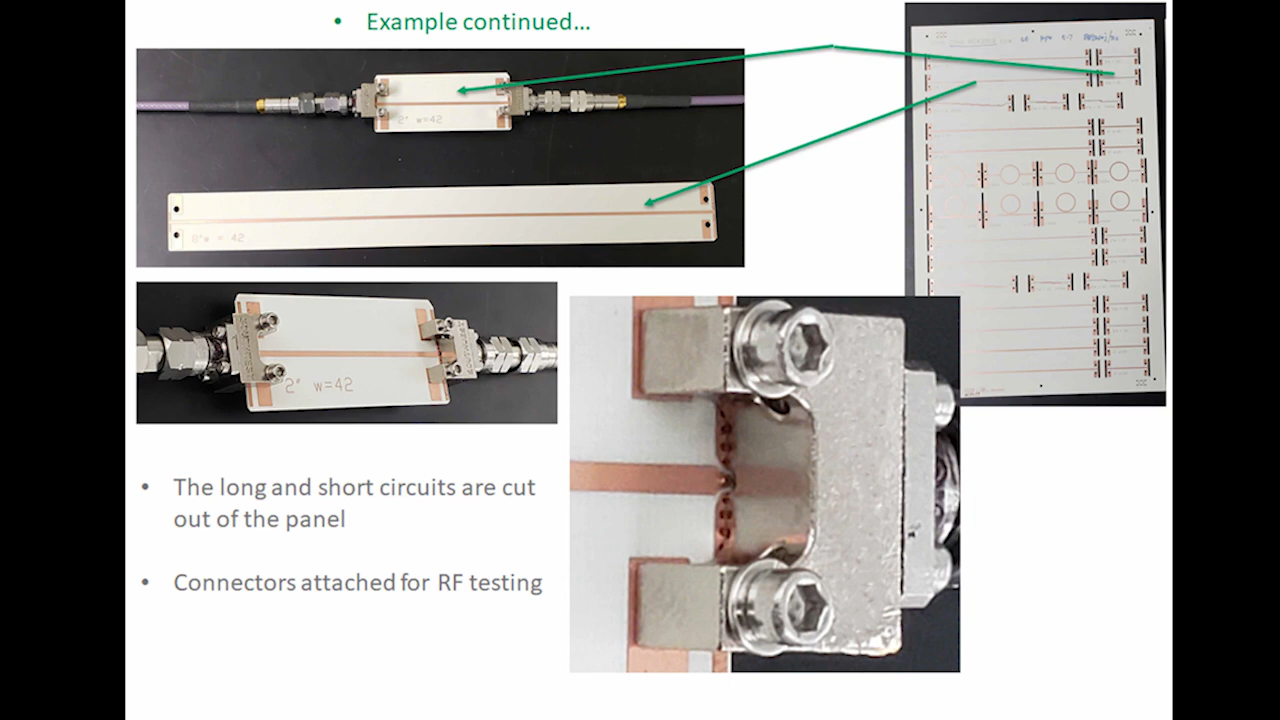 • Example continued...
2" w=42
8"w = 42
2" w=42
• The long and short circuits are cut
out of the panel
• Connectors attached for RF testing